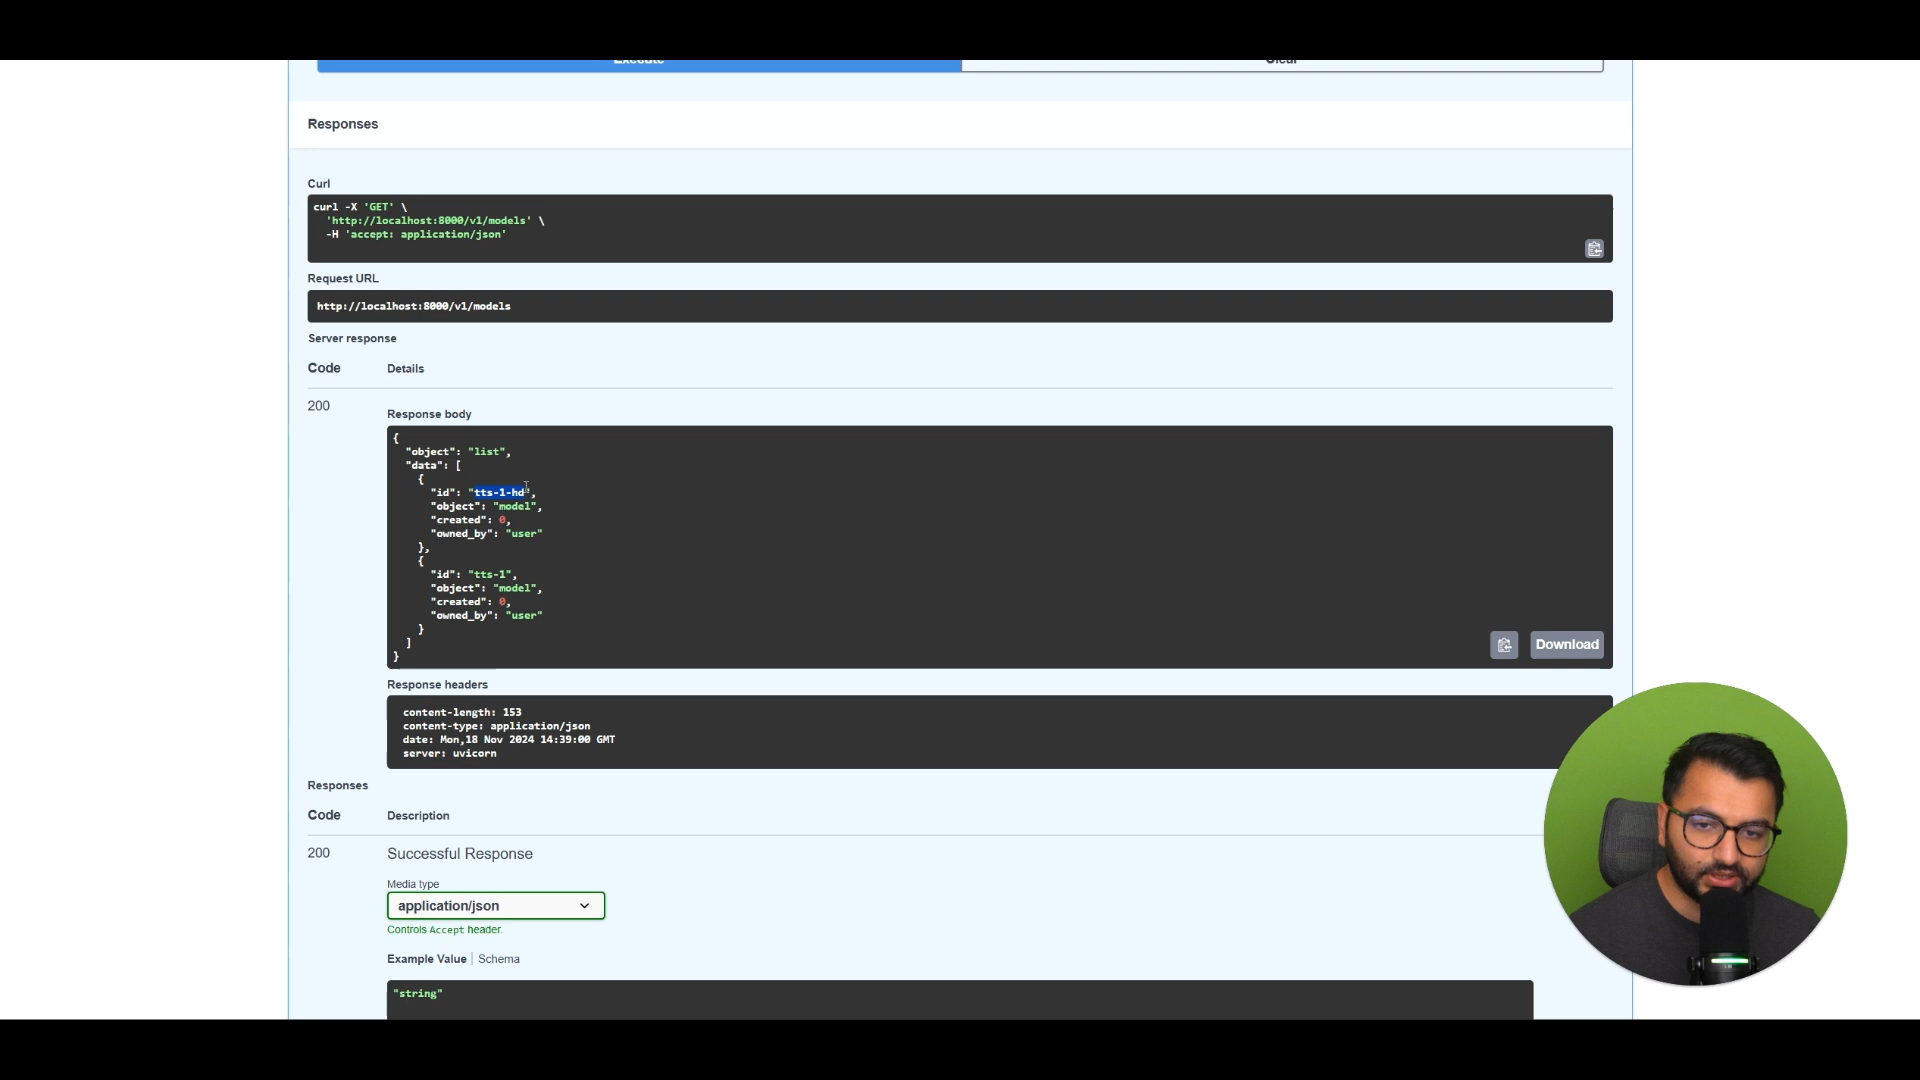 Execute
Clear
Responses
Curl
curl -X 'GET' \
'http://localhost:8000/v1/models' \
-H 'accept: application/json'
Request URL
http://localhost:8000/v1/models
Server response
Code
Details
200
Response body
{
"object": "list",
"data": [
{
"id": "tts-1-hd",
"object": "model",
"created": 0,
"owned_by": "user"
},
{
"id": "tts-1",
"object": "model",
"created": 0,
"owned_by": "user"
}
]
}
Download
Response headers
content-length: 153
content-type: application/json
date: Mon,18 Nov 2024 14:39:00 GMT
server: uvicorn
Responses
Code
Description
200
Successful Response
Media type
application/json
Controls Accept header.
Example Value
Schema
"string"